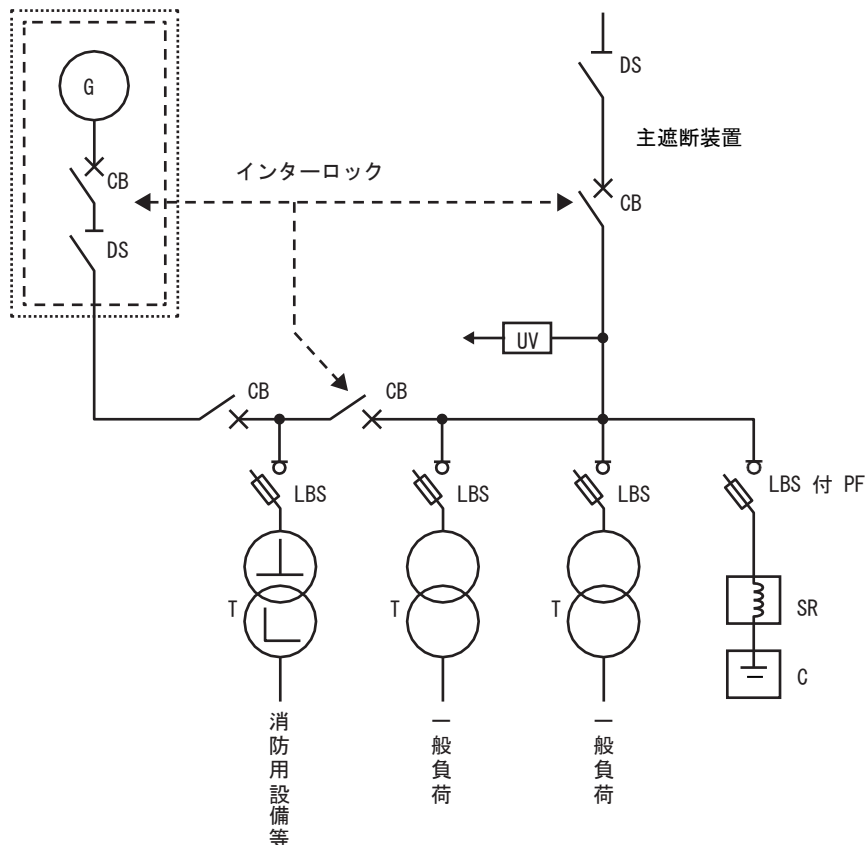 G
CB
DS
インターロック
DS
主遮断装置
CB
UV
CB
CB
LBS
LBS
LBS
LBS 付 PF
T
T
T
SR
C
消防用設備等
一般負荷
一般負荷